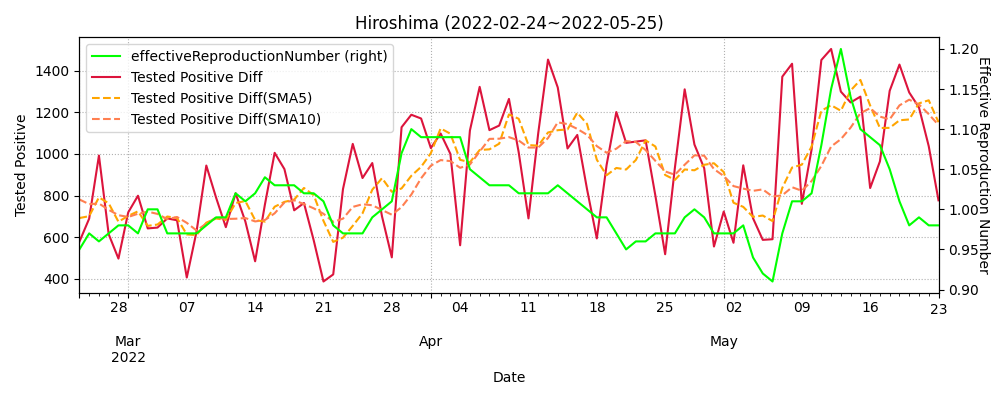 Hiroshima (2022-02-24~2022-05-25)
effectiveReproductionNumber (right)
Tested Positive Diff
Tested Positive Diff(SMA5)
Tested Positive Diff(SMA10)
Tested Positive
1400
1200
1000
800
600
400
Effective Reproduction Number
1.20
1.15
1.10
1.05
1.00
0.95
0.90
28 07 14 21 28 04 11 18 25 02 09 16 23
Mar Apr May
2022
Date